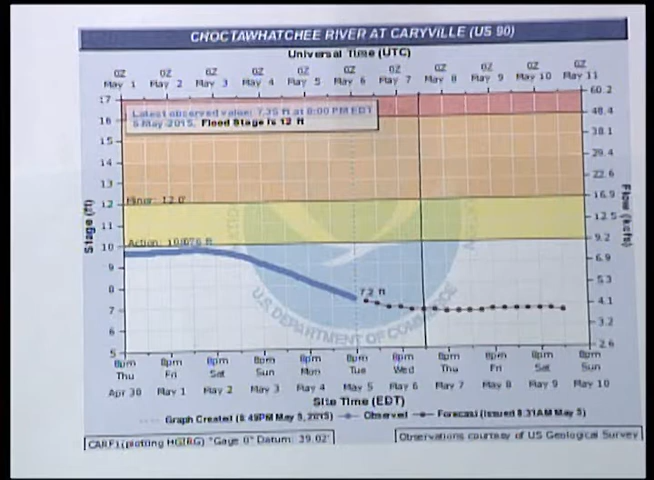 CHOCTAWHATCHEE RIVER AT CARYVILLE (US 90)
Universal Time (UTC)
0Z 0Z 0Z 0Z 0Z 0Z 0Z 0Z 0Z 0Z 0Z
May 1 May 2 May 3 May 4 May 5 May 6 May 7 May 8 May 9 May 10 May 11
Latest observed value: 7.35 ft at 8:00 PM EDT
5-May-2015. Flood Stage is 12 ft
17
16
15
14
13
12
11
10
9
8
7
6
5
Stage (ft)
Minor: 12.0'
Action:
7.2 ft
U.S. DEPARTMENT OF COMMERCE
60.2
48.4
38.1
29.4
22.6
16.9
12.5
9.2
6.9
5.3
4.1
3.2
2.6
Flow (kcfs)
8pm 8pm 8pm 8pm 8pm 8pm 8pm 8pm 8pm 8pm 8pm
Thu Fri Sat Sun Mon Tue Wed Thu Fri Sat Sun
Apr 30 May 1 May 2 May 3 May 4 May 5 May 6 May 7 May 8 May 9 May 10
Site Time (EDT)
Graph Created (8:49PM May 5, 2015) Observed Forecast (issued 8:31AM May 5)
CARF1(plotting HGIRG) "Gage 0" Datum: 39.02'
Observations courtesy of US Geological Survey